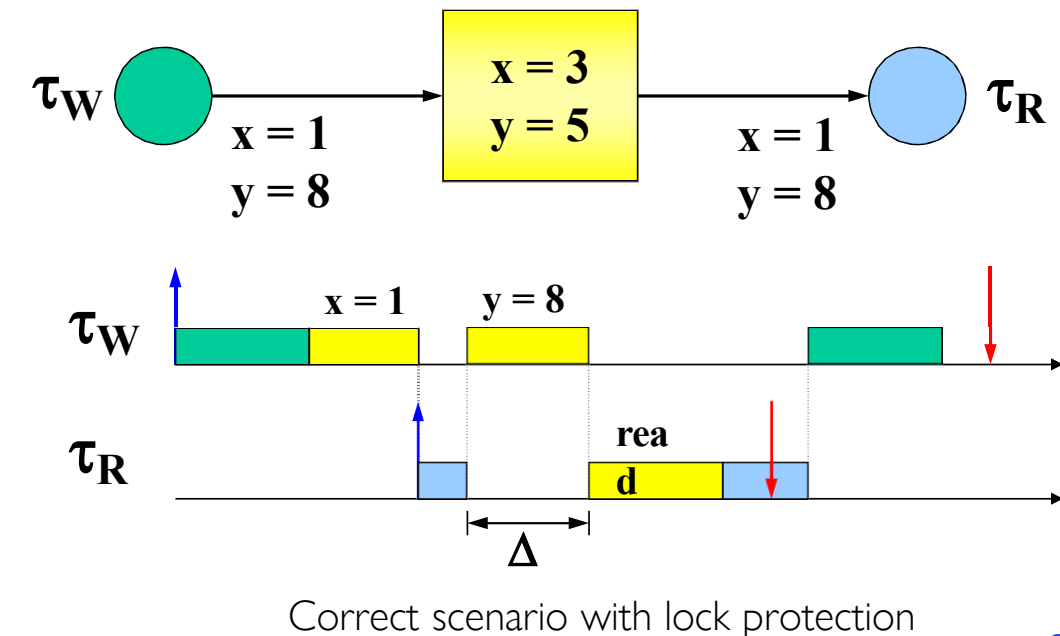 τW
x = 3
y = 5
τR
x = 1
y = 8
x = 1
y = 8
x = 1
y = 8
τW
rea
d
τR
Δ
Correct scenario with lock protection